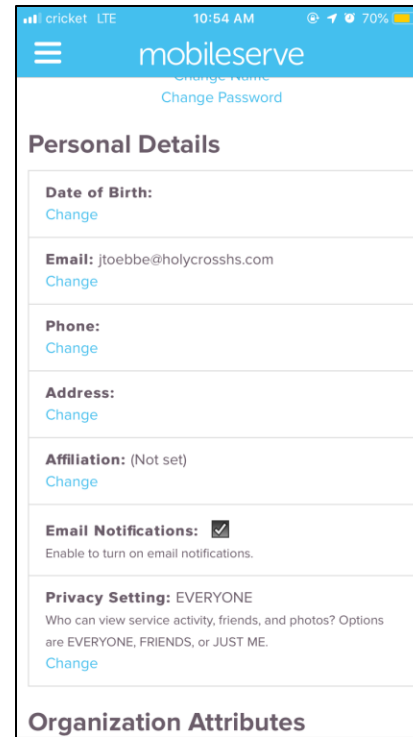 cricket LTE 10:54 AM 70%
mobileserve
Change Name
Change Password
Personal Details
Date of Birth:
Change
Email: jtoebbe@holycrosshs.com
Change
Phone:
Change
Address:
Change
Affiliation: (Not set)
Change
Email Notifications:
Enable to turn on email notifications.
Privacy Setting: EVERYONE
Who can view service activity, friends, and photos? Options
are EVERYONE, FRIENDS, or JUST ME.
Change
Organization Attributes